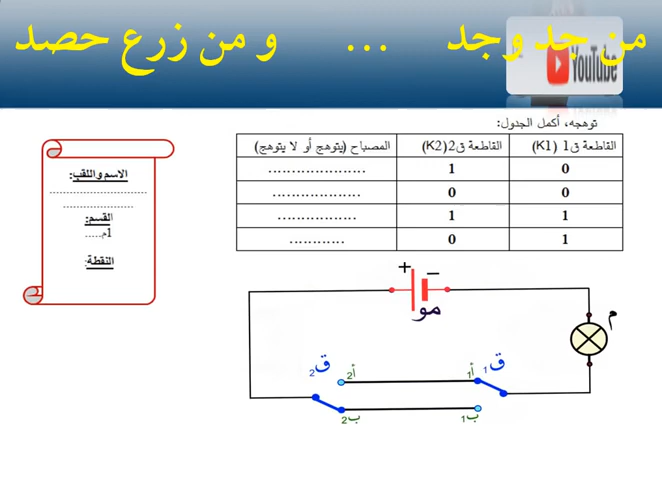 من جد وجد ... و من زرع حصد
YouTube
توهجه، أكمل الجدول:
القاطعة ق1 (K1) القاطعة ق2(K2) المصباح (يتوهج أو لا يتوهج)
0 1 .....................
0 0 ...................
1 1 .................
1 0 ............
الاسم واللقب:
.......................
.................
القسم:
1م.....
النقطة:
+ −
مو
م
ق2
أ2
أ1
ق1
ب2
ب1